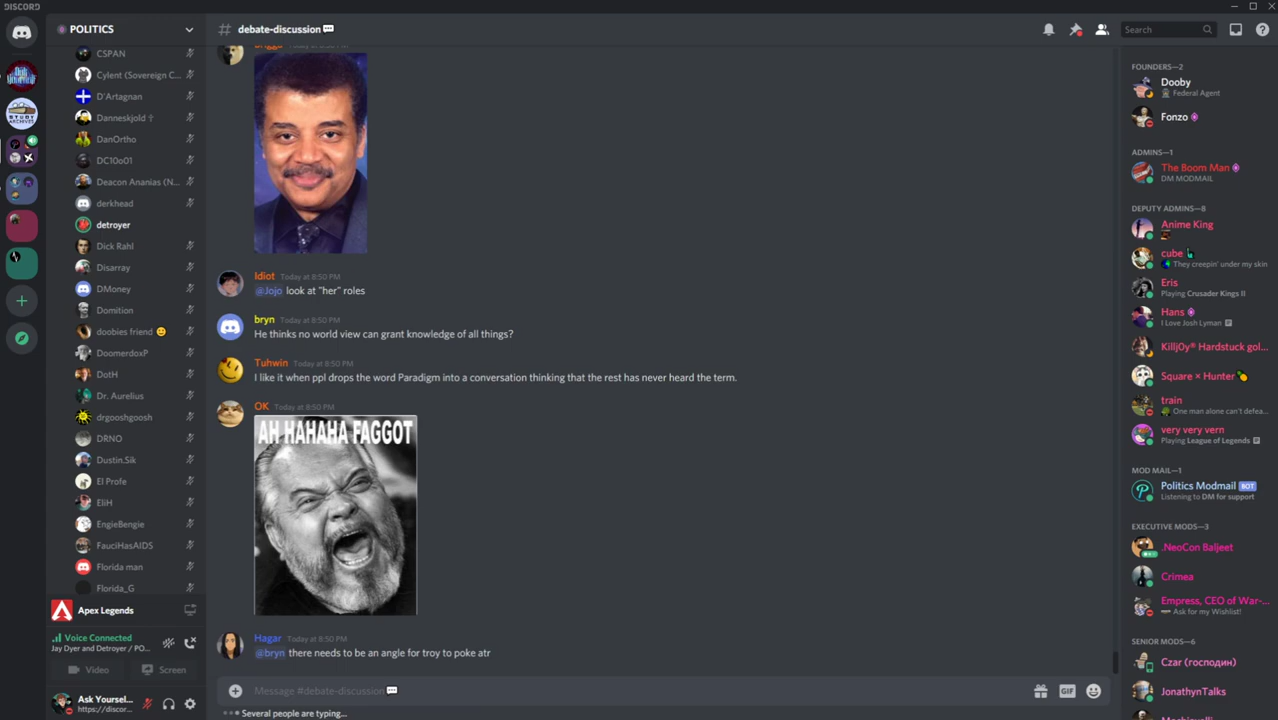 DISCORD
POLITICS
# debate-discussion
Search
CSPAN
Cylent (Sovereign C...
D'Artagnan
Danneskjold †
DanOrtho
DC10o01
Deacon Ananias (N...
derkhead
detroyer
Dick Rahl
Disarray
DMoney
Domition
doobies friend
DoomerdoxP
DotH
Dr. Aurelius
drgooshgoosh
DRNO
Dustin.Sik
El Profe
EliH
EngieBengie
FauciHasAIDS
Florida man
Florida_G
Apex Legends
Voice Connected
Jay Dyer and Detroyer / PO...
Video
Screen
Ask Yoursel...
https://discor...
Idiot Today at 8:50 PM
@Jojo look at "her" roles
bryn Today at 8:50 PM
He thinks no world view can grant knowledge of all things?
Tuhwin Today at 8:50 PM
I like it when ppl drops the word Paradigm into a conversation thinking that the rest has never heard the term.
OK Today at 8:50 PM
AH HAHAHA FAGGOT
Hagar Today at 8:50 PM
@bryn there needs to be an angle for troy to poke atr
Message #debate-discussion
GIF
Several people are typing...
FOUNDERS—2
Dooby
Federal Agent
Fonzo
ADMINS—1
The Boom Man
DM MODMAIL
DEPUTY ADMINS—8
Anime King
cube
They creepin' under my skin
Eris
Playing Crusader Kings II
Hans
I Love Josh Lyman
KillJ0y® Hardstuck gol...
Square × Hunter
train
One man alone can't defea...
very very vern
Playing League of Legends
MOD MAIL—1
Politics Modmail BOT
Listening to DM for support
EXECUTIVE MODS—3
.NeoCon Baljeet
Crimea
Empress, CEO of War-...
Ask for my Wishlist!
SENIOR MODS—6
Czar (господин)
JonathynTalks